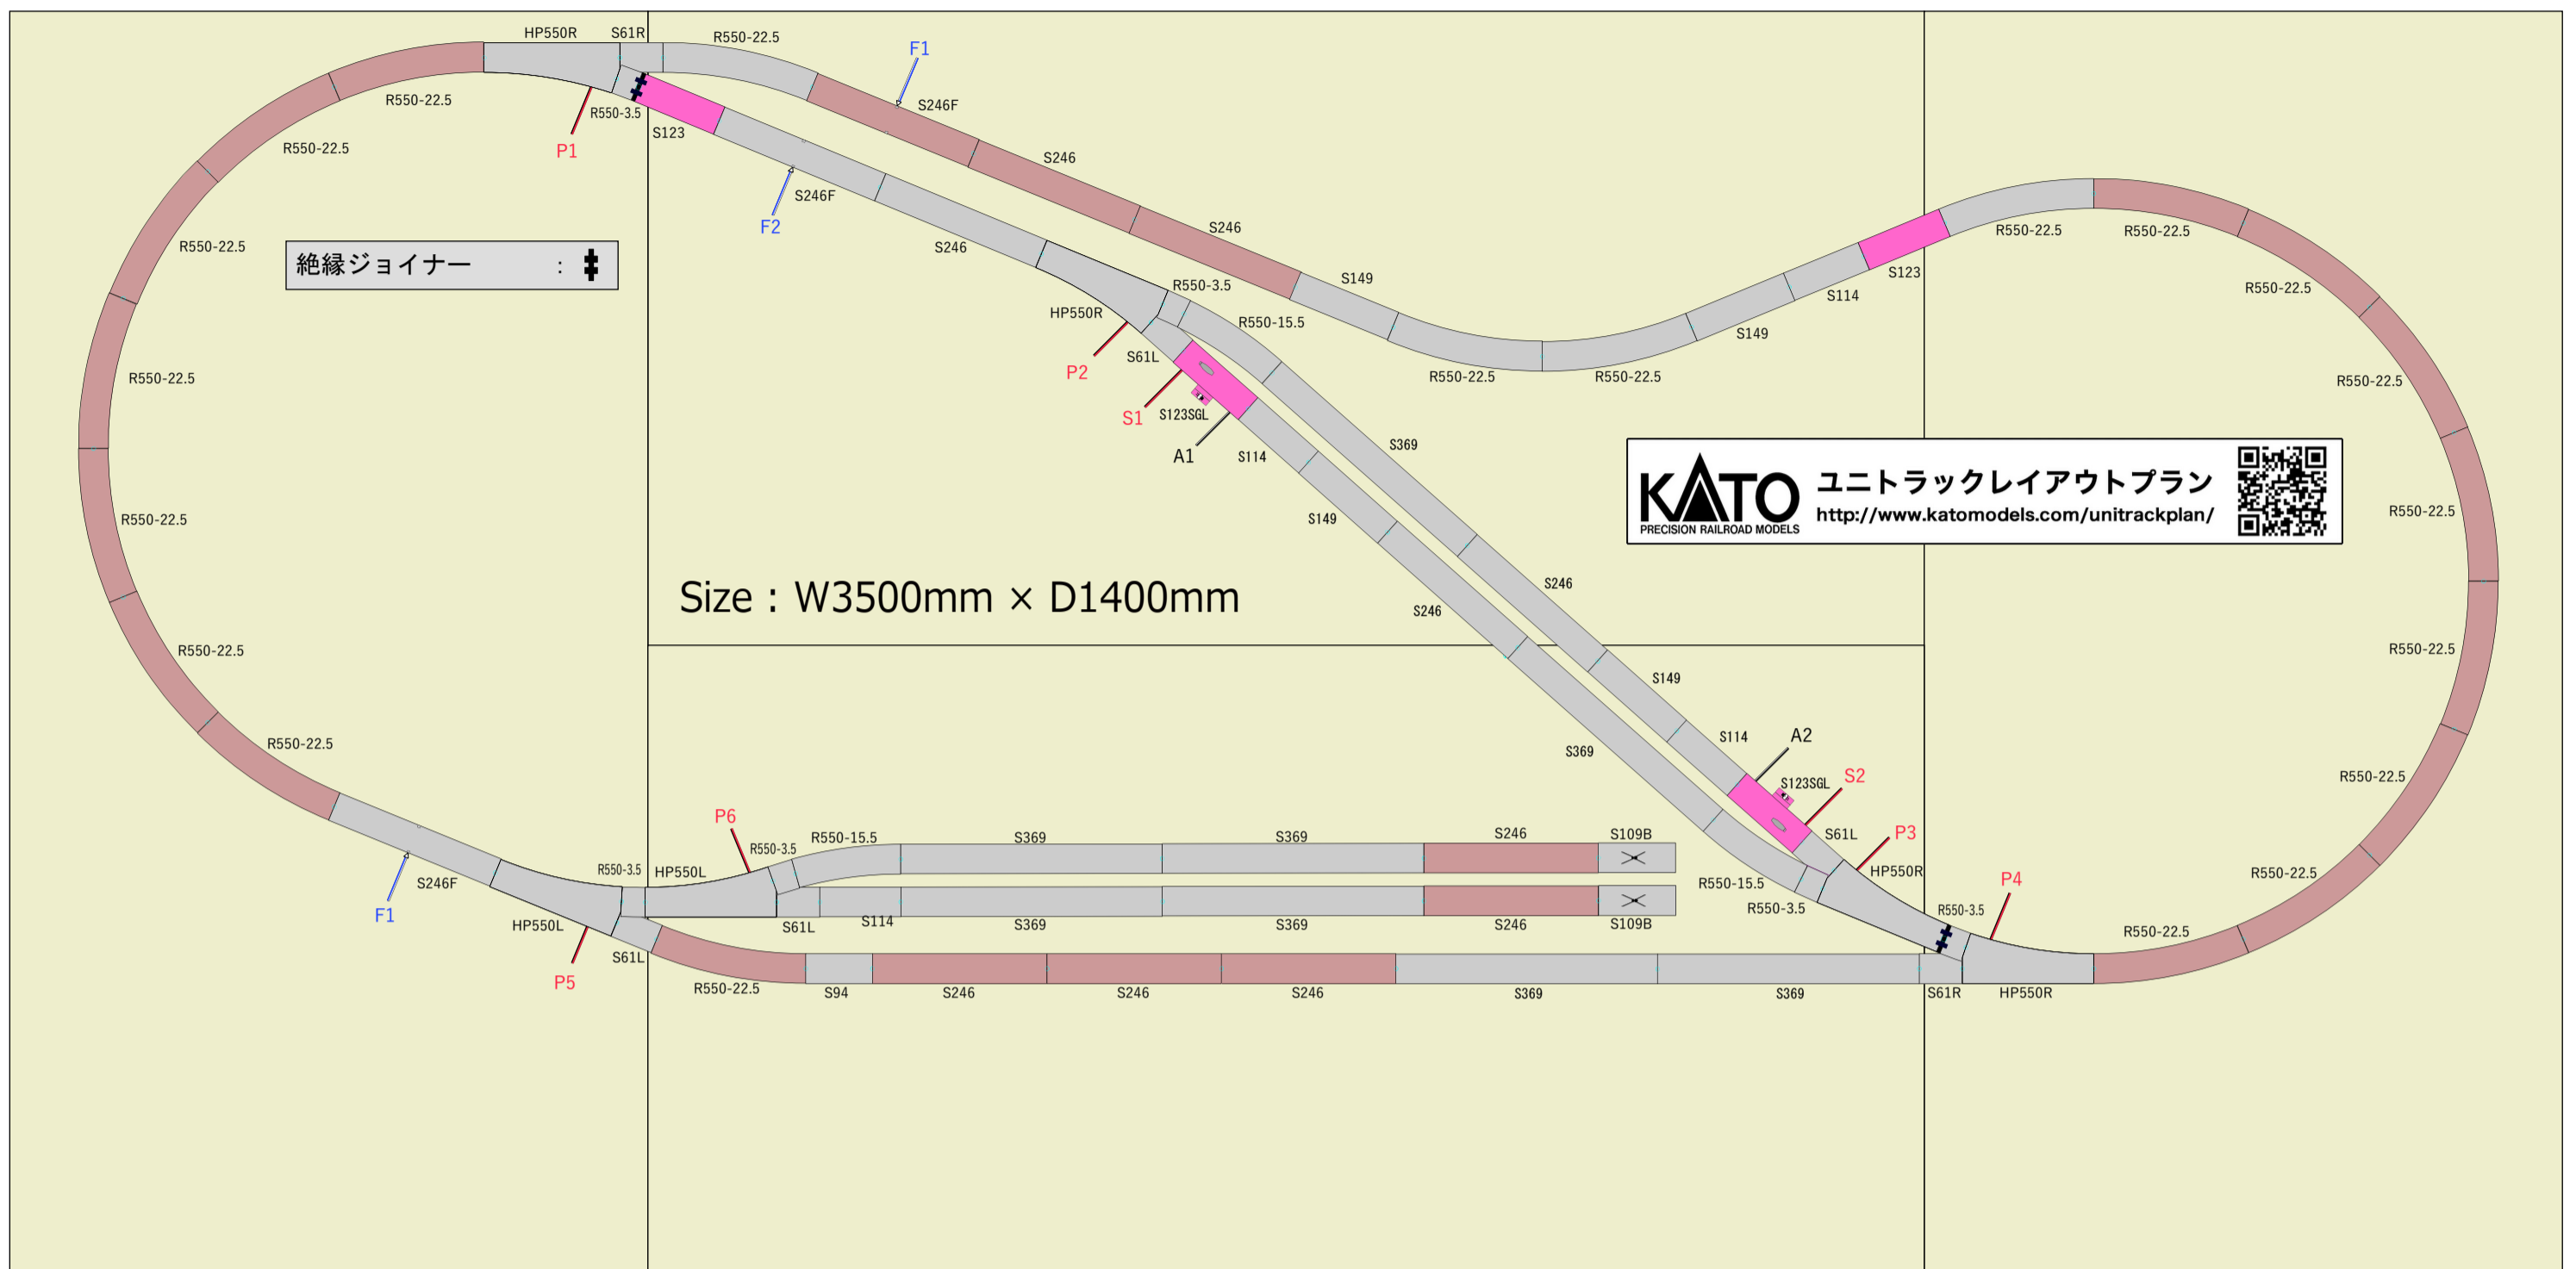 HP550R
S61R
R550-22.5
F1
S246F
R550-22.5
R550-3.5
S123
P1
R550-22.5
S246
S246F
F2
S246
S246
R550-22.5
R550-22.5
R550-22.5
S123
R550-22.5
絶縁ジョイナー :
S149
S114
R550-22.5
R550-3.5
HP550R
R550-15.5
S149
P2
S61L
R550-22.5
R550-22.5
R550-22.5
R550-22.5
S1
S123SGL
A1
S114
S369
KATO
PRECISION RAILROAD MODELS
ユニトラックレイアウトプラン
http://www.katomodels.com/unitrackplan/
R550-22.5
S149
R550-22.5
Size : W3500mm × D1400mm
S246
S246
R550-22.5
R550-22.5
S149
R550-22.5
S369
S114
A2
S123SGL
S2
R550-22.5
P6
R550-3.5
R550-15.5
S369
S369
S246
S109B
S61L
P3
R550-3.5
HP550L
HP550R
R550-22.5
S246F
F1
R550-15.5
P4
R550-3.5
R550-3.5
HP550L
S61L
S114
S369
S369
S246
S109B
R550-22.5
P5
S61L
R550-22.5
S94
S246
S246
S246
S369
S369
S61R
HP550R